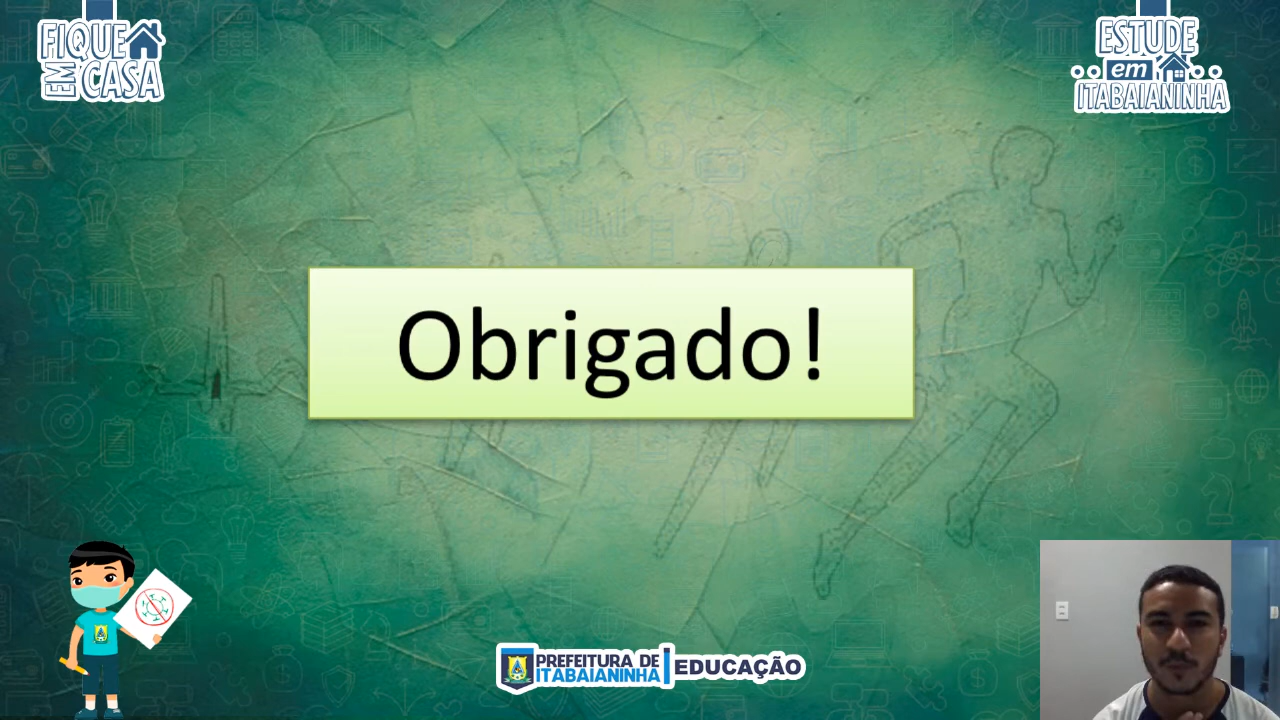 FIQUE
EM CASA
ESTUDE
em
ITABAIANINHA
Obrigado!
PREFEITURA DE
ITABAIANINHA
EDUCAÇÃO